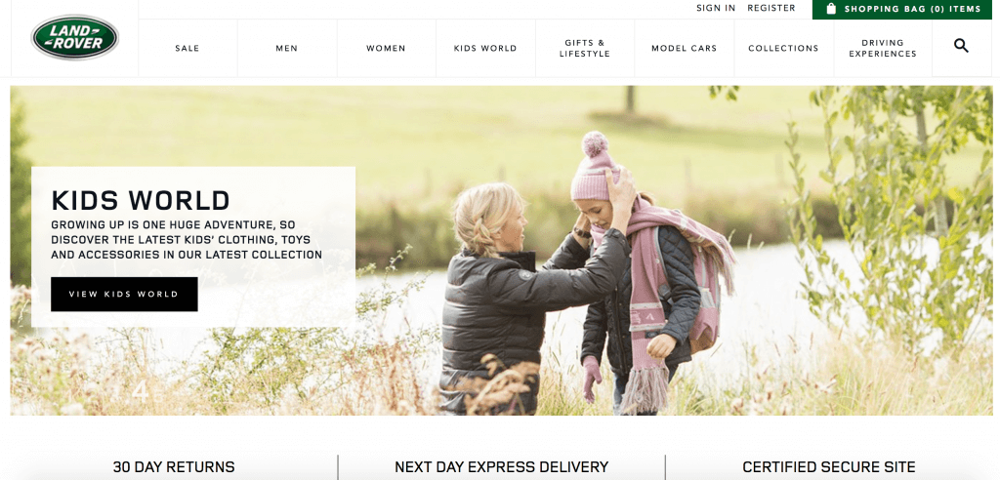 SIGN IN REGISTER SHOPPING BAG (0) ITEMS
LAND-
-ROVER
SALE
MEN
WOMEN
KIDS WORLD
GIFTS &
LIFESTYLE
MODEL CARS
COLLECTIONS
DRIVING
EXPERIENCES
KIDS WORLD
GROWING UP IS ONE HUGE ADVENTURE, SO
DISCOVER THE LATEST KIDS' CLOTHING, TOYS
AND ACCESSORIES IN OUR LATEST COLLECTION
VIEW KIDS WORLD
4
30 DAY RETURNS
NEXT DAY EXPRESS DELIVERY
CERTIFIED SECURE SITE